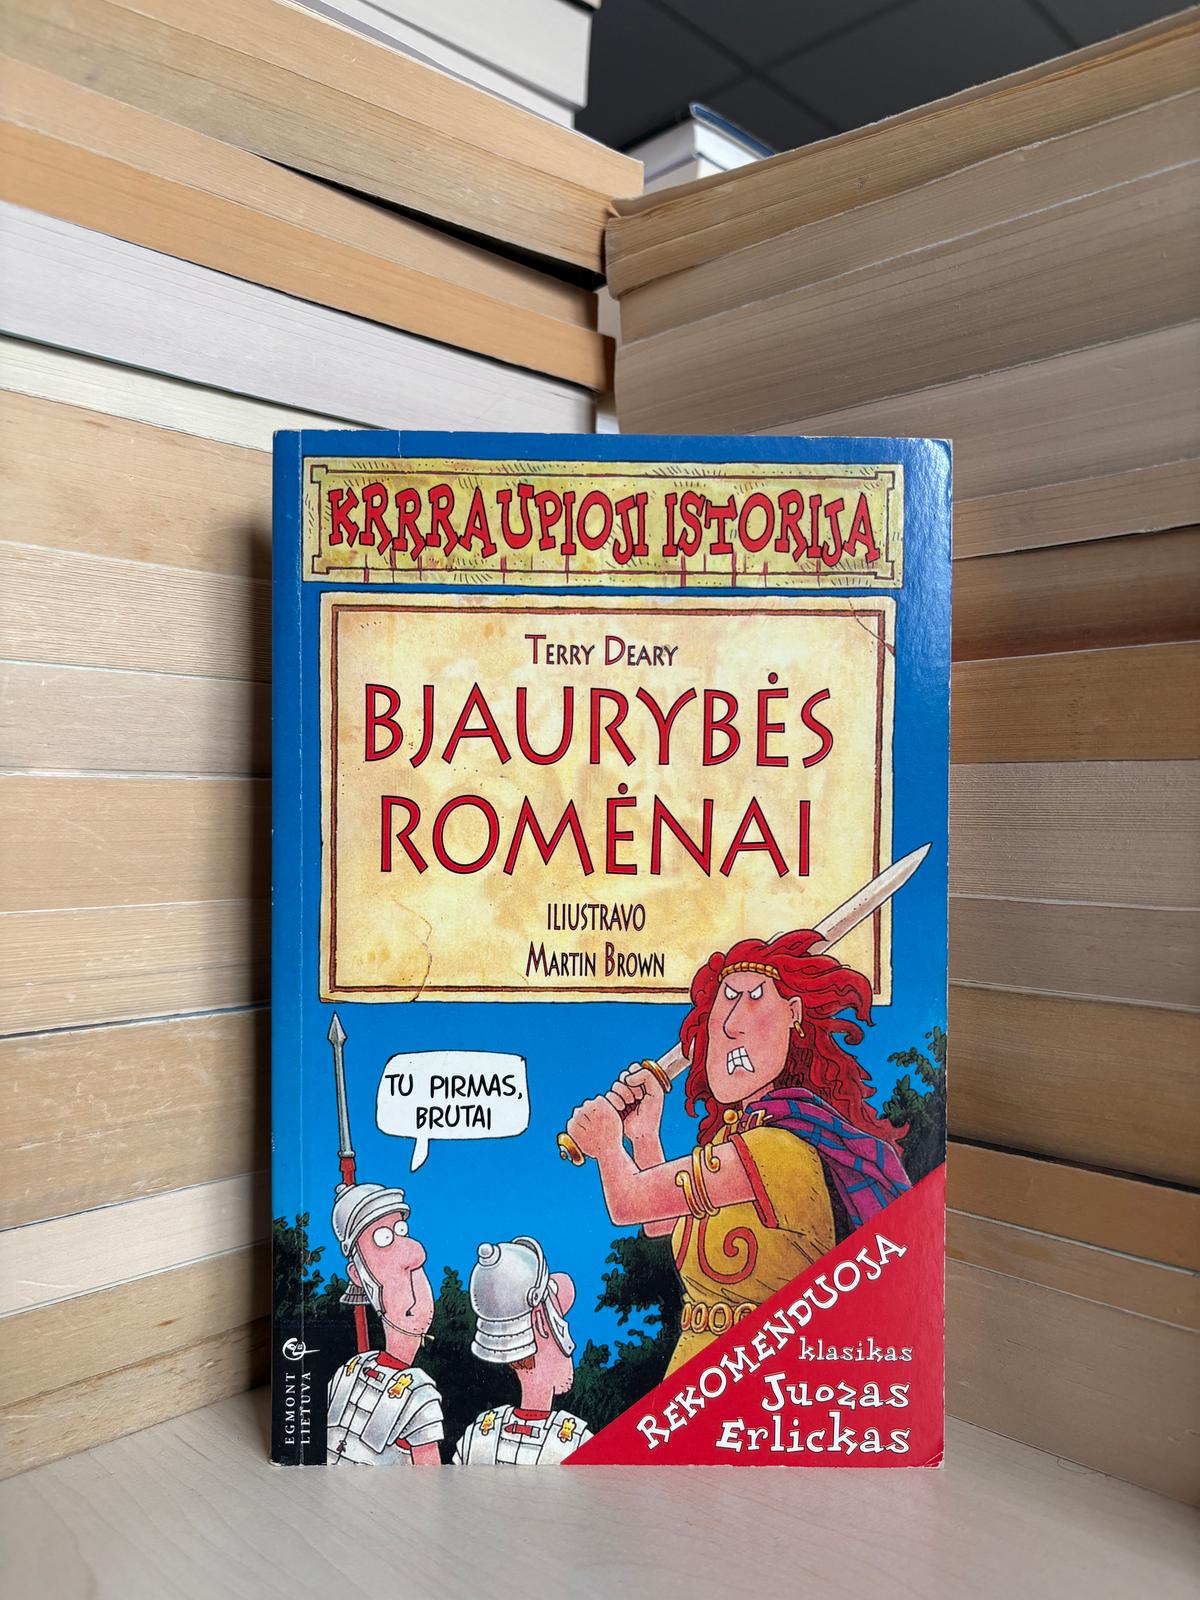 KRRRAUPIOJI ISTORIJA
TERRY DEARY
BJAURYBĖS
ROMĖNAI
ILIUSTRAVO
MARTIN BROWN
TU PIRMAS,
BRUTAI
REKOMENDUOJA
klasikas
Juozas
Erlickas
EGMONT
LIETUVA